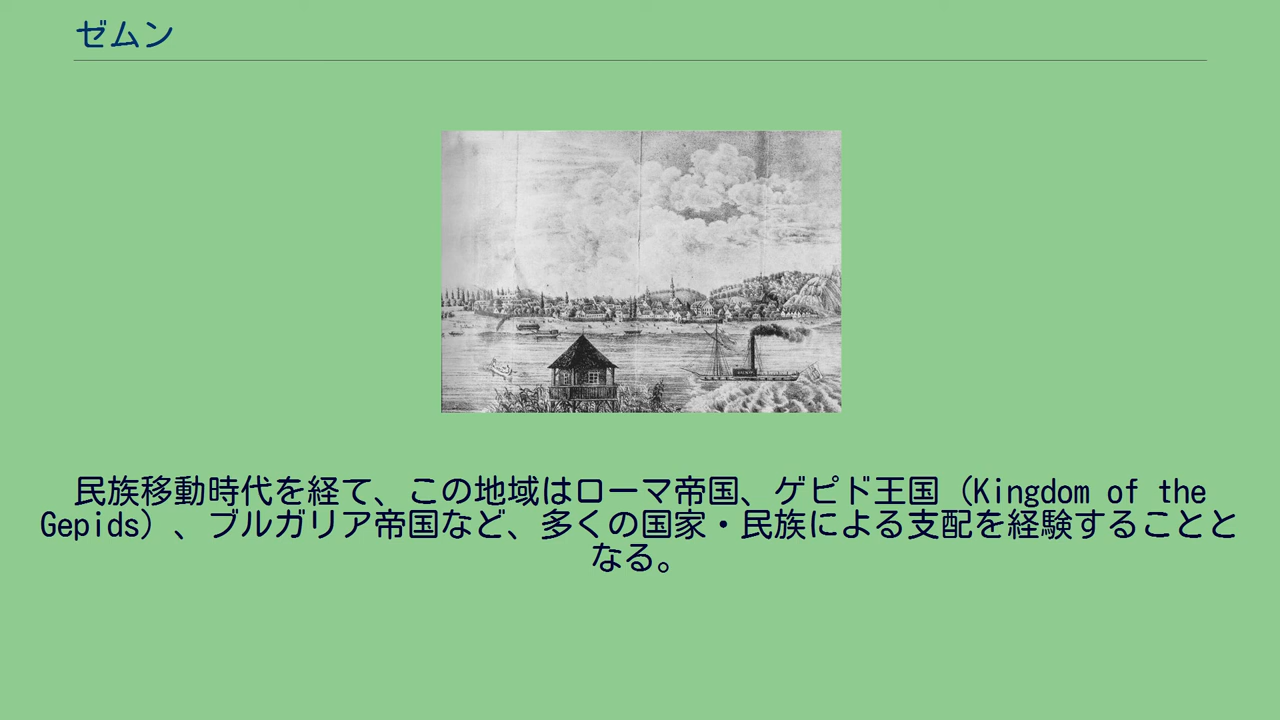 ゼムン
民族移動時代を経て、この地域はローマ帝国、ゲピド王国（Kingdom of the
Gepids）、ブルガリア帝国など、多くの国家・民族による支配を経験することと
なる。